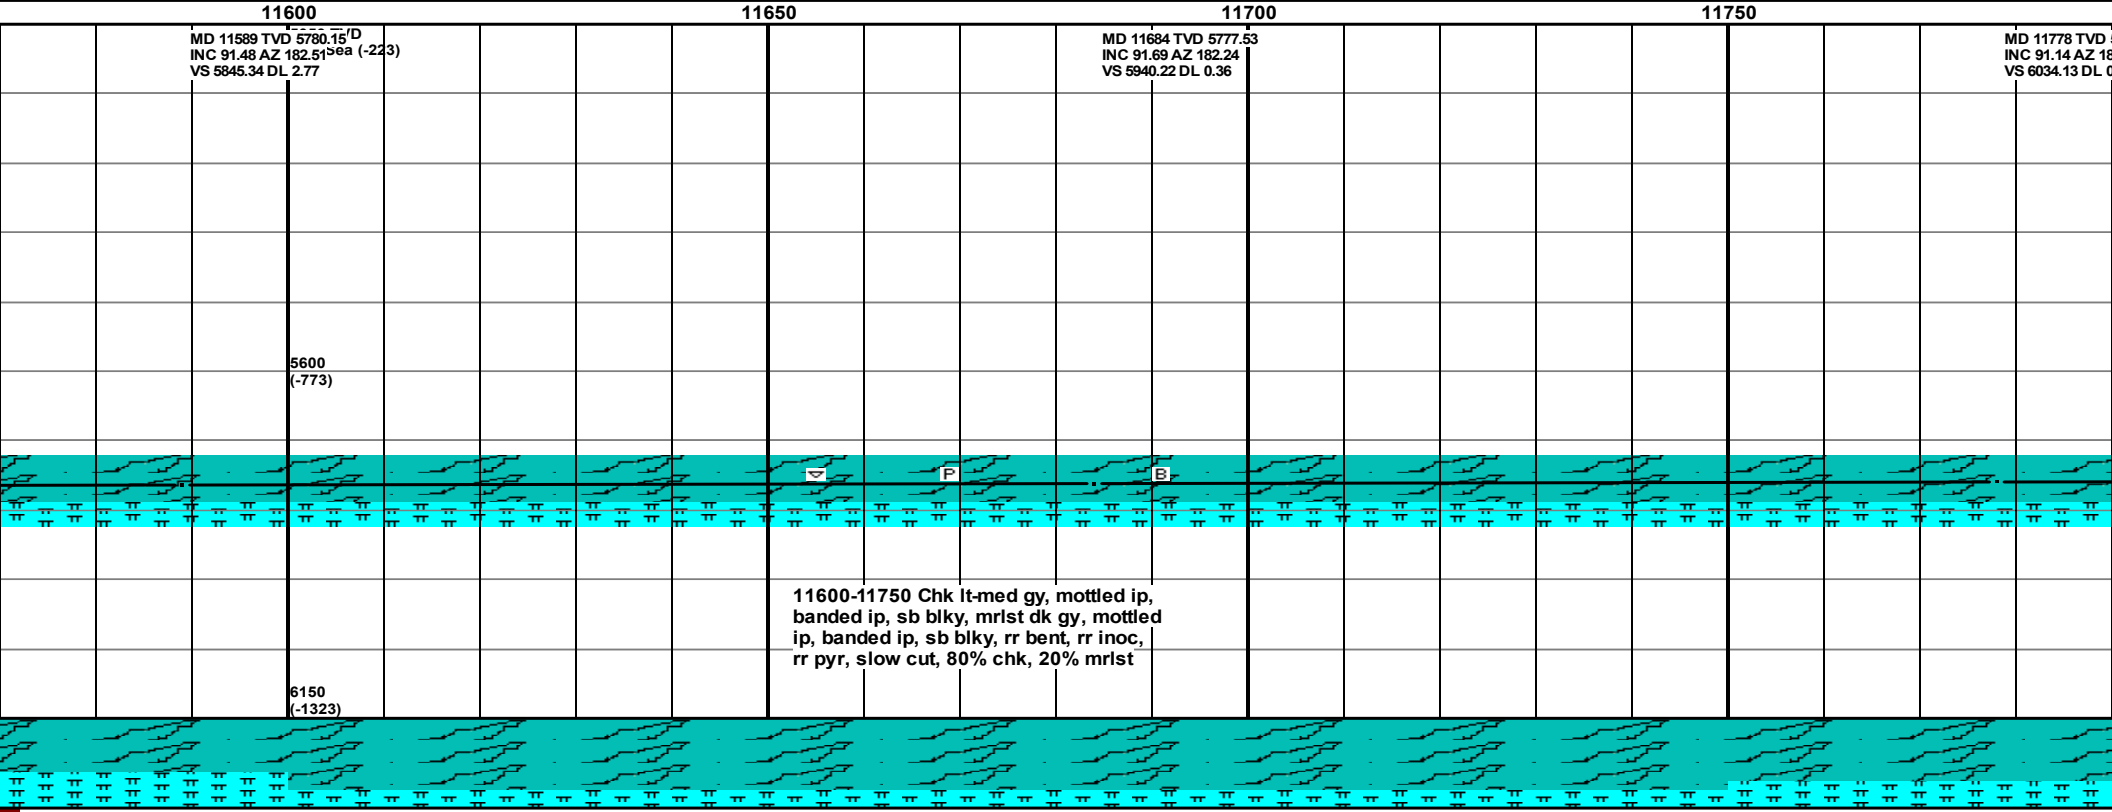 11600 11650 11700 11750
MD 11589 TVD 5780.15
INC 91.48 AZ 182.51
VS 5845.34 DL 2.77
TVD
Sea (-223)
MD 11684 TVD 5777.53
INC 91.69 AZ 182.24
VS 5940.22 DL 0.36
MD 11778 TVD
INC 91.14 AZ 18
VS 6034.13 DL 0
5600
(-773)
P
B
11600-11750 Chk lt-med gy, mottled ip,
banded ip, sb blky, mrlst dk gy, mottled
ip, banded ip, sb blky, rr bent, rr inoc,
rr pyr, slow cut, 80% chk, 20% mrlst
6150
(-1323)